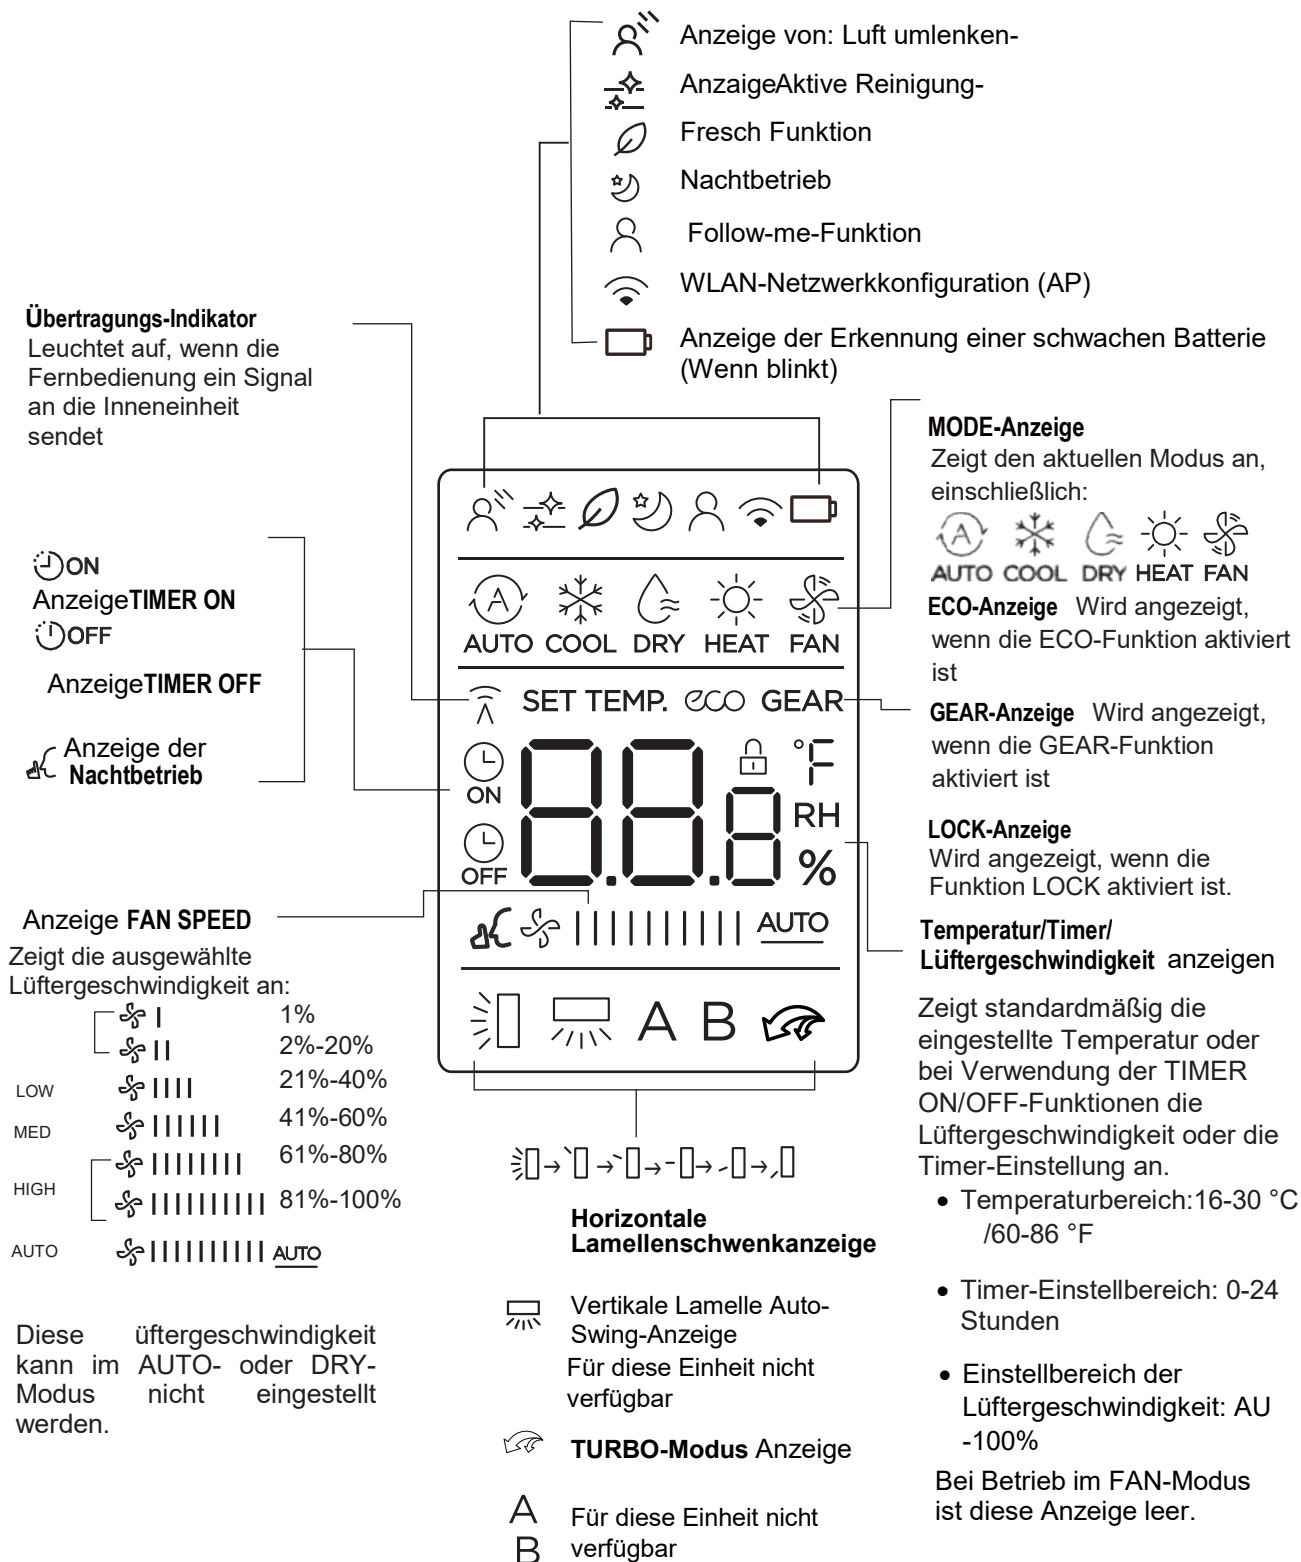 Anzeige von: Luft umlenken-
AnzaigeAktive Reinigung-
Fresch Funktion
Nachtbetrieb
Follow-me-Funktion
WLAN-Netzwerkkonfiguration (AP)
Anzeige der Erkennung einer schwachen Batterie
(Wenn blinkt)
Übertragungs-Indikator
Leuchtet auf, wenn die
Fernbedienung ein Signal
an die Inneneinheit
sendet
ON
AnzeigeTIMER ON
OFF
AnzeigeTIMER OFF
Anzeige der
Nachtbetrieb
Anzeige FAN SPEED
Zeigt die ausgewählte
Lüftergeschwindigkeit an:
1%
2%-20%
LOW 21%-40%
MED 41%-60%
61%-80%
HIGH
81%-100%
AUTO AUTO
Diese üftergeschwindigkeit
kann im AUTO- oder DRY-
Modus nicht eingestellt
werden.
A
AUTO COOL DRY HEAT FAN
SET TEMP. eco GEAR
ON
88.8
°F
RH
OFF
%
AUTO
A B
Horizontale
Lamellenschwenkanzeige
Vertikale Lamelle Auto-
Swing-Anzeige
Für diese Einheit nicht
verfügbar
TURBO-Modus Anzeige
A
B
Für diese Einheit nicht
verfügbar
MODE-Anzeige
Zeigt den aktuellen Modus an,
einschließlich:
A
AUTO COOL DRY HEAT FAN
ECO-Anzeige Wird angezeigt,
wenn die ECO-Funktion aktiviert
ist
GEAR-Anzeige Wird angezeigt,
wenn die GEAR-Funktion
aktiviert ist
LOCK-Anzeige
Wird angezeigt, wenn die
Funktion LOCK aktiviert ist.
Temperatur/Timer/
Lüftergeschwindigkeit anzeigen
Zeigt standardmäßig die
eingestellte Temperatur oder
bei Verwendung der TIMER
ON/OFF-Funktionen die
Lüftergeschwindigkeit oder die
Timer-Einstellung an.
• Temperaturbereich:16-30 °C
/60-86 °F
• Timer-Einstellbereich: 0-24
Stunden
• Einstellbereich der
Lüftergeschwindigkeit: AU
-100%
Bei Betrieb im FAN-Modus
ist diese Anzeige leer.